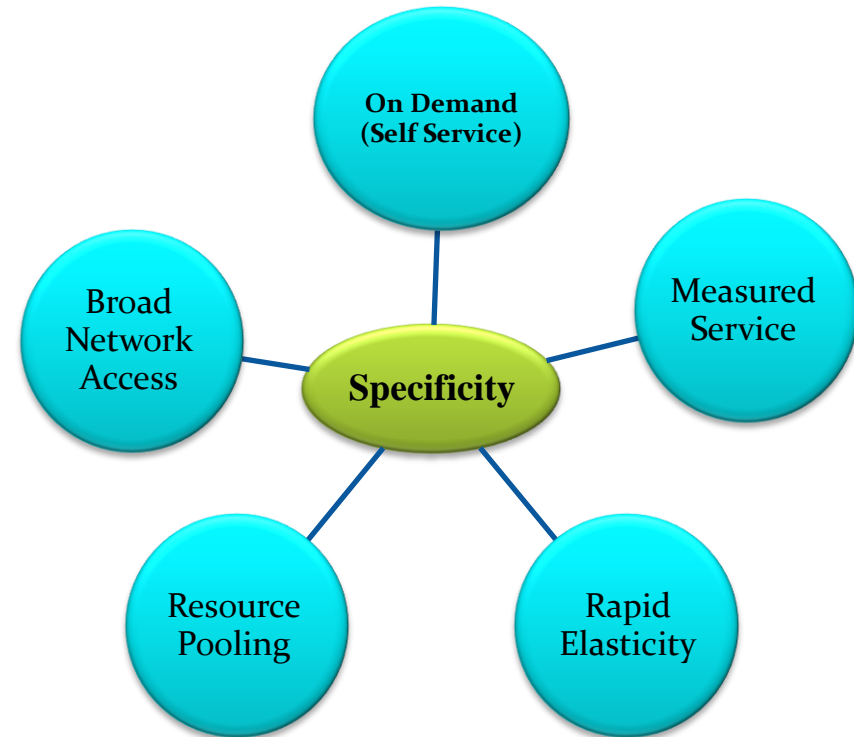 On Demand
(Self Service)
Measured
Service
Broad
Network
Access
Specificity
Resource
Pooling
Rapid
Elasticity